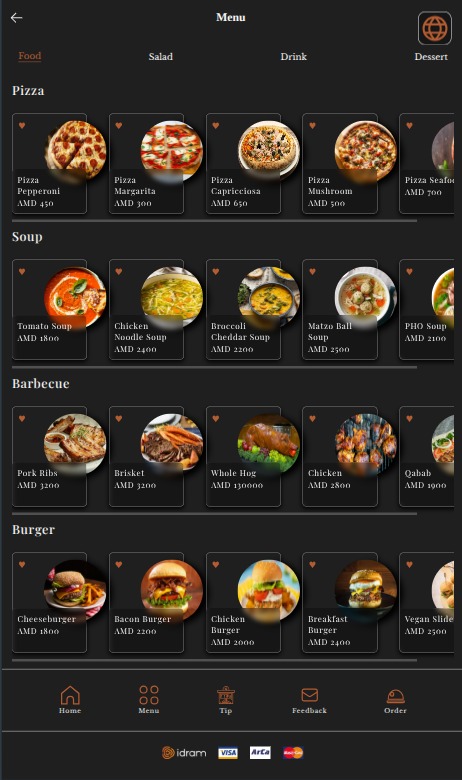 Menu
Food
Salad
Drink
Dessert
Pizza
Pizza
Pepperoni
AMD 450
Pizza
Margarita
AMD 300
Pizza
Capricciosa
AMD 650
Pizza
Mushroom
AMD 500
Pizza Seafoo
AMD 700
Soup
Tomato Soup
AMD 1800
Chicken
Noodle Soup
AMD 2400
Broccoli
Cheddar Soup
AMD 2200
Matzo Ball
Soup
AMD 2500
PHO Soup
AMD 2100
Barbecue
Pork Ribs
AMD 3200
Brisket
AMD 3200
Whole Hog
AMD 130000
Chicken
AMD 2800
Qabab
AMD 1900
Burger
Cheeseburger
AMD 1800
Bacon Burger
AMD 2200
Chicken
Burger
AMD 2000
Breakfast
Burger
AMD 2400
Vegan Slide
AMD 2500
Home
Menu
Tip
Feedback
Order
idram
VISA
ArCa